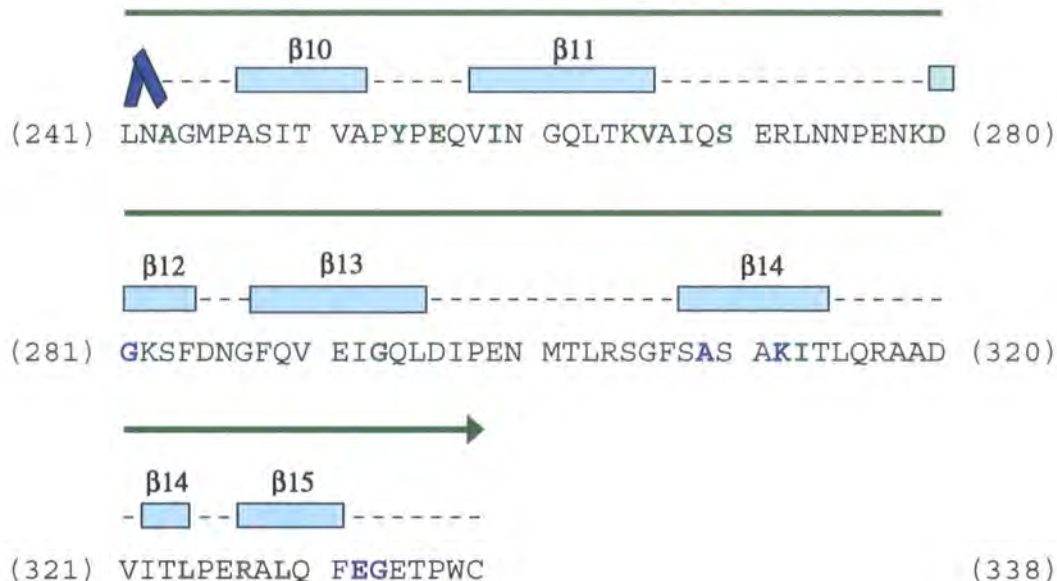 β10 β11
(241) LNAGMPASIT VAPYPEQVIN GQLTKVAIQS ERLNNPENKD (280)
β12 β13 β14
(281) GKSFDNGFQV EIGQLDIPEN MTLRSGFSAS AKITLQRAAD (320)
β14 β15
(321) VITLPERALQ FEGETPWC (338)